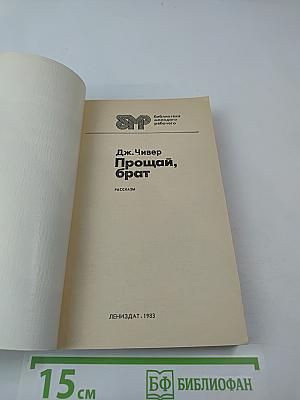 БМР
Библиотека
молодого
рабочего
Дж. Чивер
Прощай,
брат
РАССКАЗЫ
ЛЕНИЗДАТ · 1983
15 см
БФ БИБЛИОФАН